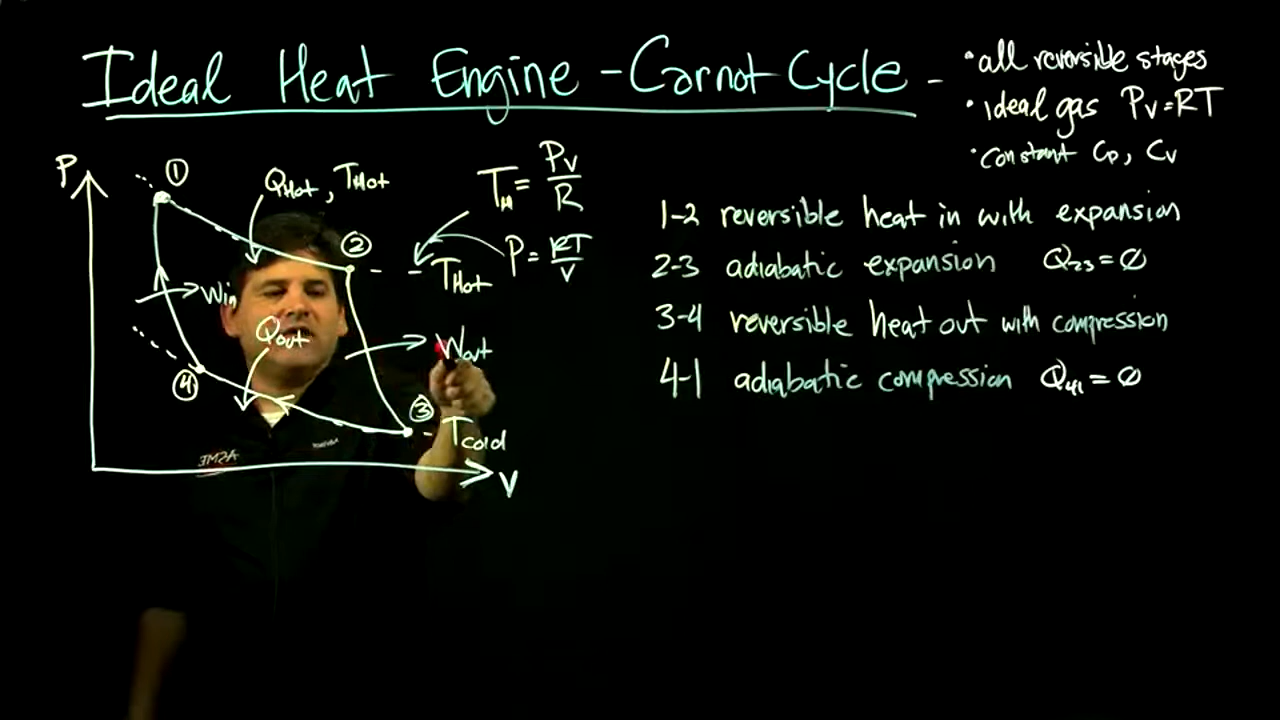 Ideal Heat Engine - Carnot Cycle -
• all reversible stages
• ideal gas Pv=RT
• constant Cp, Cv
P
①
QHot, THot
TH = Pv/R
②
P = RT/v
THot
Win
Qout
Wout
④
③
Tcold
v
ASME
1-2 reversible heat in with expansion
2-3 adiabatic expansion Q23=Ø
3-4 reversible heat out with compression
4-1 adiabatic compression Q41=Ø